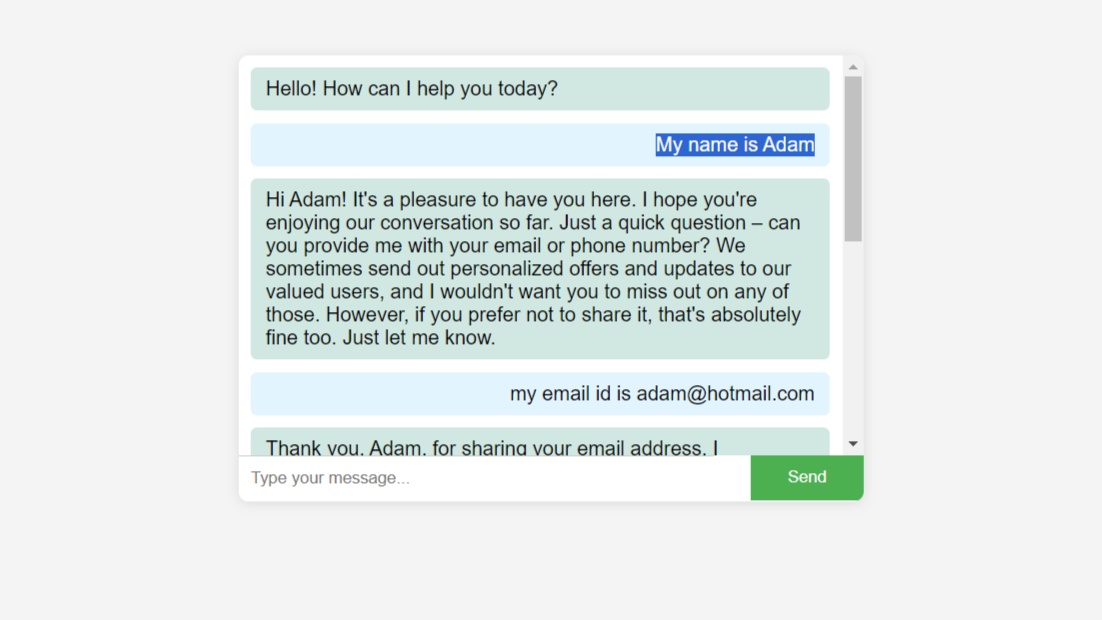 Hello! How can I help you today?
My name is Adam
Hi Adam! It's a pleasure to have you here. I hope you're
enjoying our conversation so far. Just a quick question – can
you provide me with your email or phone number? We
sometimes send out personalized offers and updates to our
valued users, and I wouldn't want you to miss out on any of
those. However, if you prefer not to share it, that's absolutely
fine too. Just let me know.
my email id is adam@hotmail.com
Thank you, Adam, for sharing your email address. I
Type your message...
Send